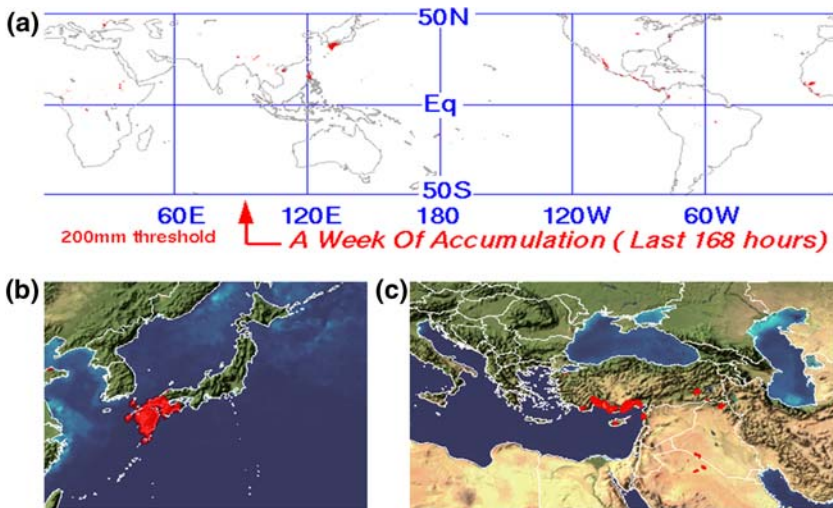 (a)
50N
Eq
50S
60E 120E 180 120W 60W
200mm threshold
A Week Of Accumulation ( Last 168 hours)
(b)
(c)